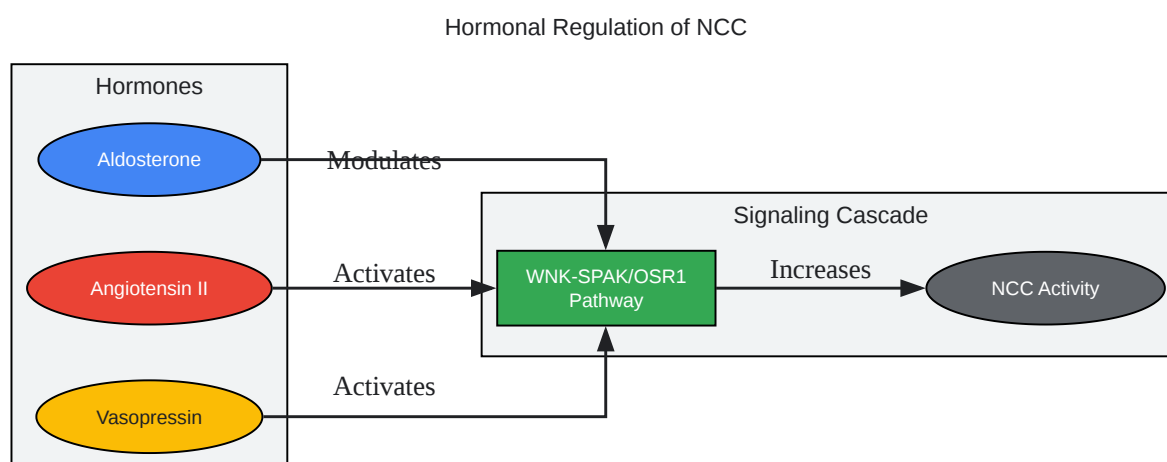 Hormonal Regulation of NCC
Hormones
Aldosterone
Modulates
Signaling Cascade
Angiotensin II
Activates
WNK-SPAK/OSR1
Pathway
Increases
NCC Activity
Vasopressin
Activates